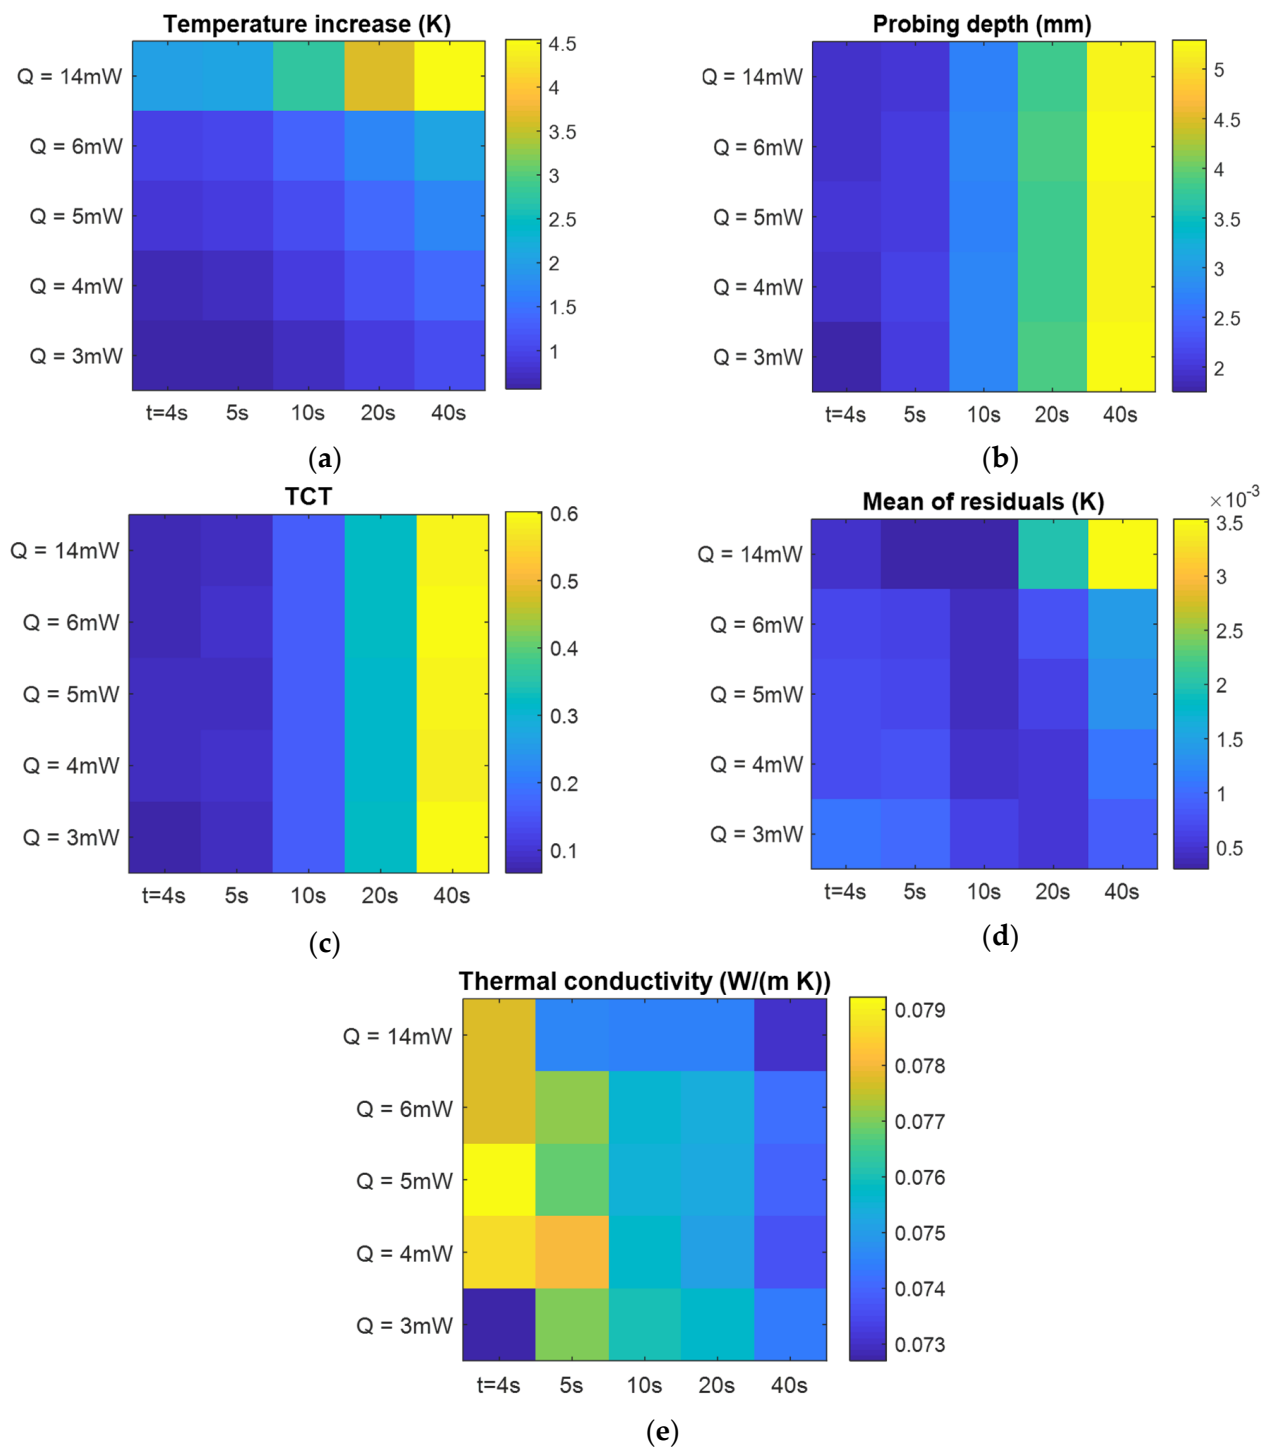 Temperature increase (K)
Q = 14mW
Q = 6mW
Q = 5mW
Q = 4mW
Q = 3mW
t=4s 5s 10s 20s 40s
4.5
4
3.5
3
2.5
2
1.5
1
(a)
Probing depth (mm)
Q = 14mW
Q = 6mW
Q = 5mW
Q = 4mW
Q = 3mW
t=4s 5s 10s 20s 40s
5
4.5
4
3.5
3
2.5
2
(b)
TCT
Q = 14mW
Q = 6mW
Q = 5mW
Q = 4mW
Q = 3mW
t=4s 5s 10s 20s 40s
0.6
0.5
0.4
0.3
0.2
0.1
(c)
Mean of residuals (K)
×10⁻³
Q = 14mW
Q = 6mW
Q = 5mW
Q = 4mW
Q = 3mW
t=4s 5s 10s 20s 40s
3.5
3
2.5
2
1.5
1
0.5
(d)
Thermal conductivity (W/(m K))
Q = 14mW
Q = 6mW
Q = 5mW
Q = 4mW
Q = 3mW
t=4s 5s 10s 20s 40s
0.079
0.078
0.077
0.076
0.075
0.074
0.073
(e)